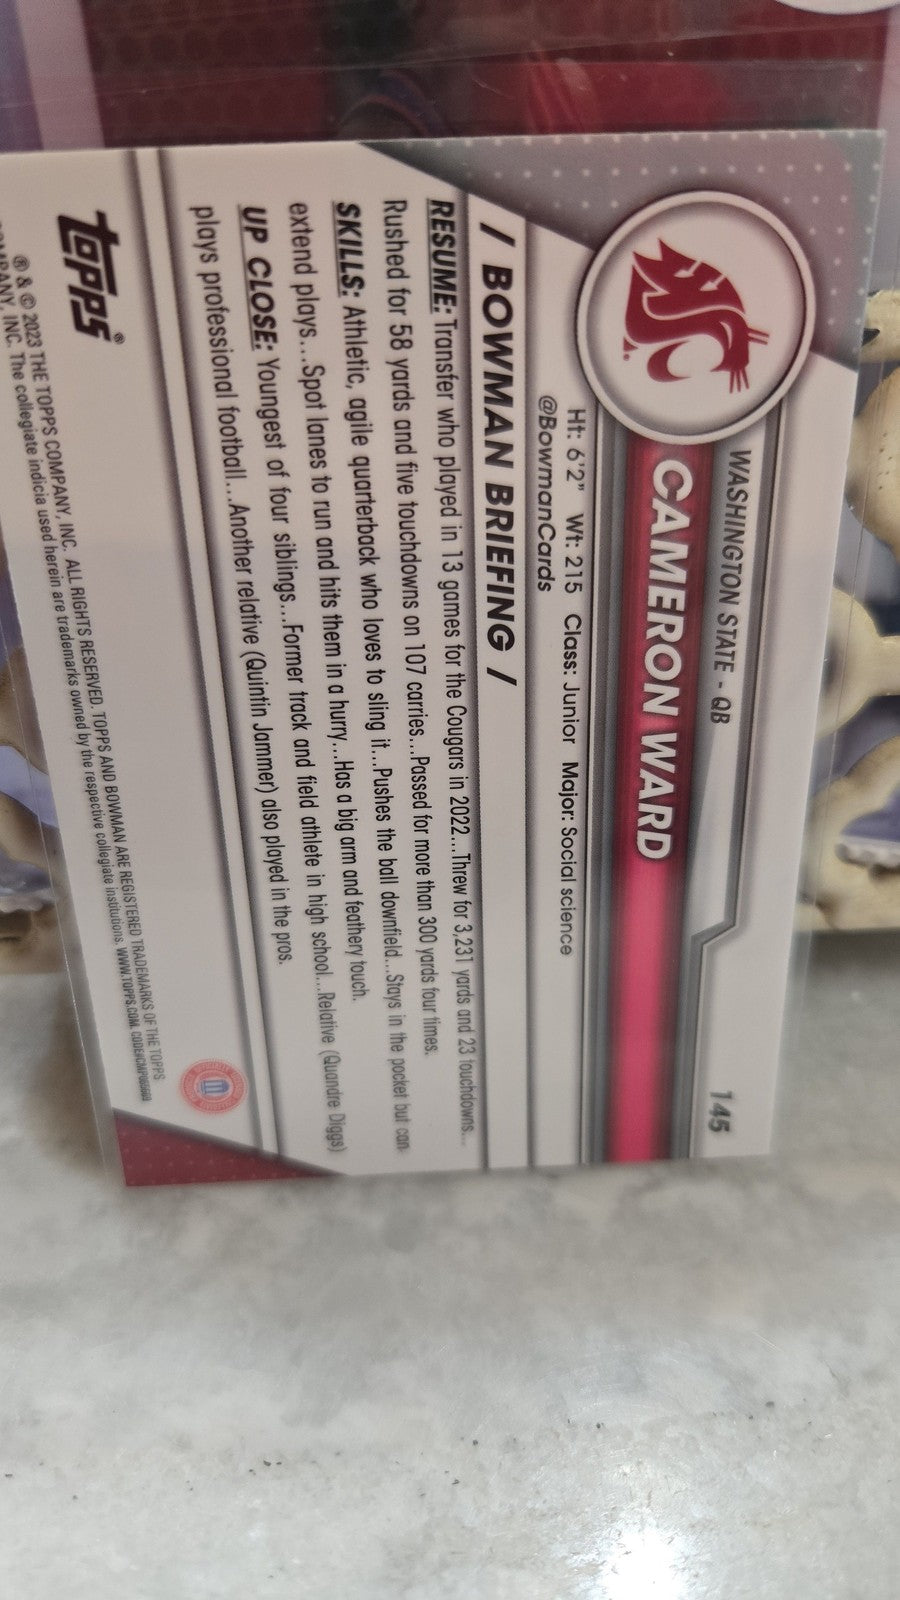 WASHINGTON STATE - QB
145
CAMERON WARD
Ht: 6'2" Wt: 215 Class: Junior Major: Social science
@BowmanCards
/ BOWMAN BRIEFING /
RESUME: Transfer who played in 13 games for the Cougars in 2022...Threw for 3,231 yards and 23 touchdowns...
Rushed for 58 yards and five touchdowns on 107 carries...Passed for more than 300 yards four times.
SKILLS: Athletic, agile quarterback who loves to sling it...Pushes the ball downfield...Stays in the pocket but can
extend plays...Spot lanes to run and hits them in a hurry...Has a big arm and feathery touch.
UP CLOSE: Youngest of four siblings...Former track and field athlete in high school...Relative (Quandre Diggs)
plays professional football...Another relative (Quintin Jammer) also played in the pros.
topps®
® & © 2023 THE TOPPS COMPANY, INC. ALL RIGHTS RESERVED. TOPPS AND BOWMAN ARE REGISTERED TRADEMARKS OF THE TOPPS
COMPANY, INC. The collegiate indicia used herein are trademarks owned by the respective collegiate institutions. WWW.TOPPS.COM.